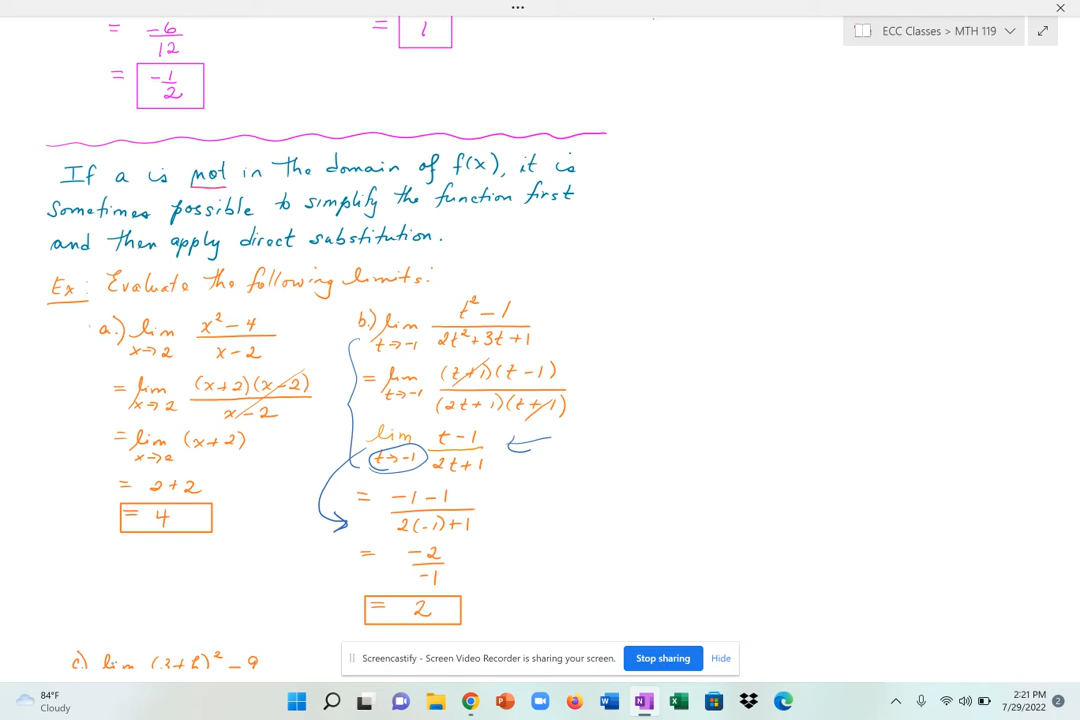 •••
ECC Classes > MTH 119
= -6/12
= 1
= -1/2
If a is not in the domain of f(x), it is
sometimes possible to simplify the function first
and then apply direct substitution.
Ex: Evaluate the following limits:
a.) lim x→2 (x² - 4)/(x - 2)
= lim x→2 (x+2)(x-2)/(x-2)
= lim x→2 (x+2)
= 2+2
= 4
b.) lim t→-1 (t² - 1)/(2t² + 3t + 1)
= lim t→-1 (t+1)(t-1)/(2t+1)(t+1)
lim t→-1 (t-1)/(2t+1)
= (-1-1)/(2(-1)+1)
= -2/-1
= 2
c.) lim (3+h)² - 9
Screencastify - Screen Video Recorder is sharing your screen.
Stop sharing
Hide
84°F
Cloudy
2:21 PM
7/29/2022
2